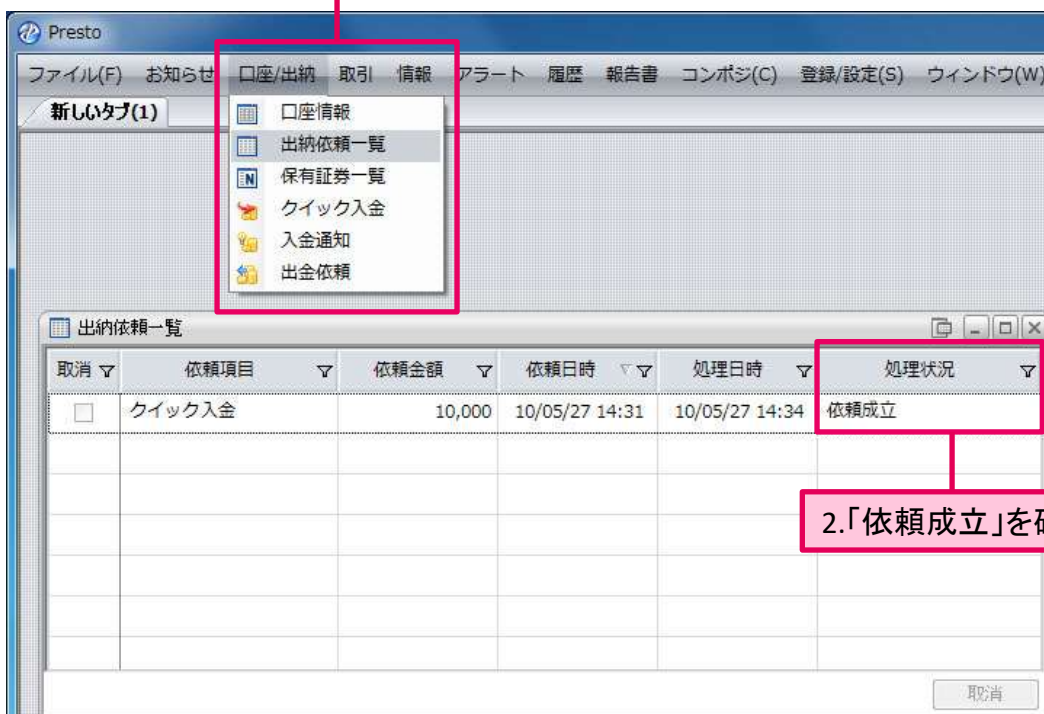 Presto
ファイル(F) お知らせ 口座/出納 取引 情報 アラート 履歴 報告書 コンポジ(C) 登録/設定(S) ウィンドウ(W)
新しいタブ(1)
口座情報
出納依頼一覧
保有証券一覧
クイック入金
入金通知
出金依頼
出納依頼一覧
取消 依頼項目 依頼金額 依頼日時 処理日時 処理状況
クイック入金 10,000 10/05/27 14:31 10/05/27 14:34 依頼成立
2.「依頼成立」を
取消